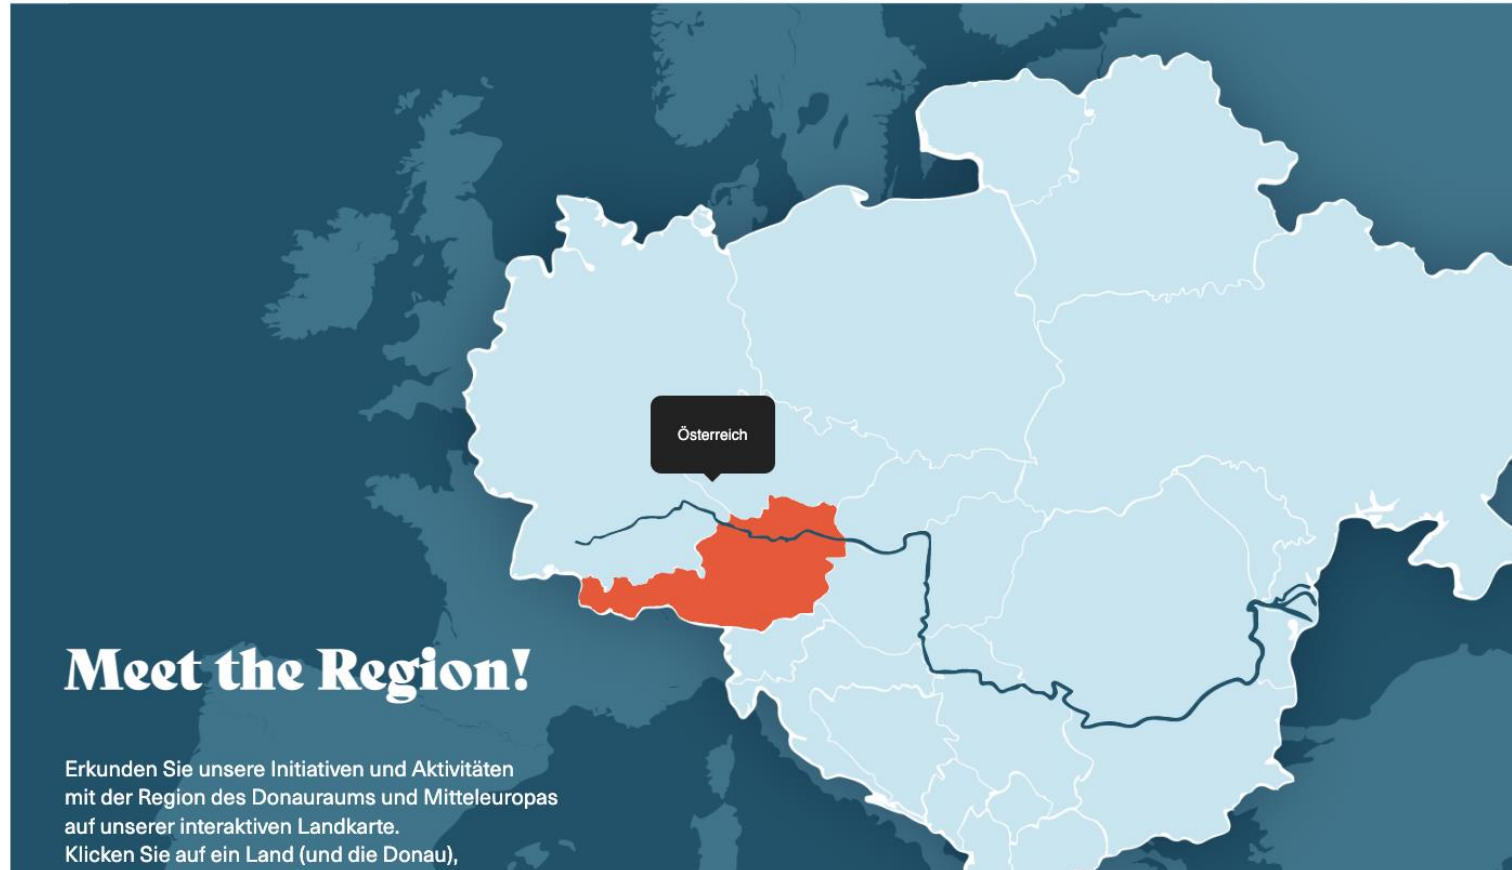 Österreich
Meet the Region!
Erkunden Sie unsere Initiativen und Aktivitäten
mit der Region des Donauraums und Mitteleuropas
auf unserer interaktiven Landkarte.
Klicken Sie auf ein Land (und die Donau),